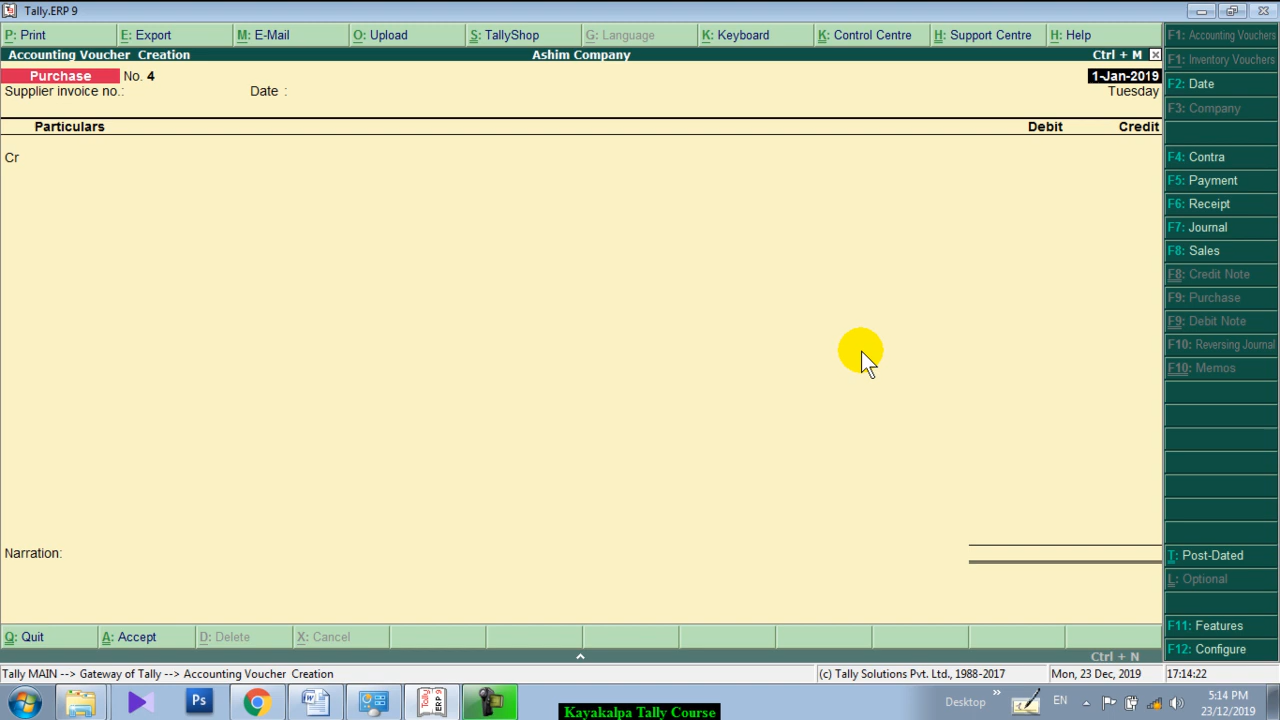 Tally.ERP 9
P: Print
E: Export
M: E-Mail
O: Upload
S: TallyShop
G: Language
K: Keyboard
K: Control Centre
H: Support Centre
H: Help
Accounting Voucher Creation
Ashim Company
Ctrl + M
Purchase No. 4
1-Jan-2019
Supplier invoice no.:
Date :
Tuesday
Particulars
Debit
Credit
Cr
Narration:
F1: Accounting Vouchers
F1: Inventory Vouchers
F2: Date
F3: Company
F4: Contra
F5: Payment
F6: Receipt
F7: Journal
F8: Sales
F8: Credit Note
F9: Purchase
F9: Debit Note
F10: Reversing Journal
F10: Memos
T: Post-Dated
L: Optional
F11: Features
F12: Configure
Q: Quit
A: Accept
D: Delete
X: Cancel
Ctrl + N
Tally MAIN --> Gateway of Tally --> Accounting Voucher Creation
(c) Tally Solutions Pvt. Ltd., 1988-2017
Mon, 23 Dec, 2019
17:14:22
Ps
Tally
ERP 9
Kayakalpa Tally Course
Desktop
EN
5:14 PM
23/12/2019